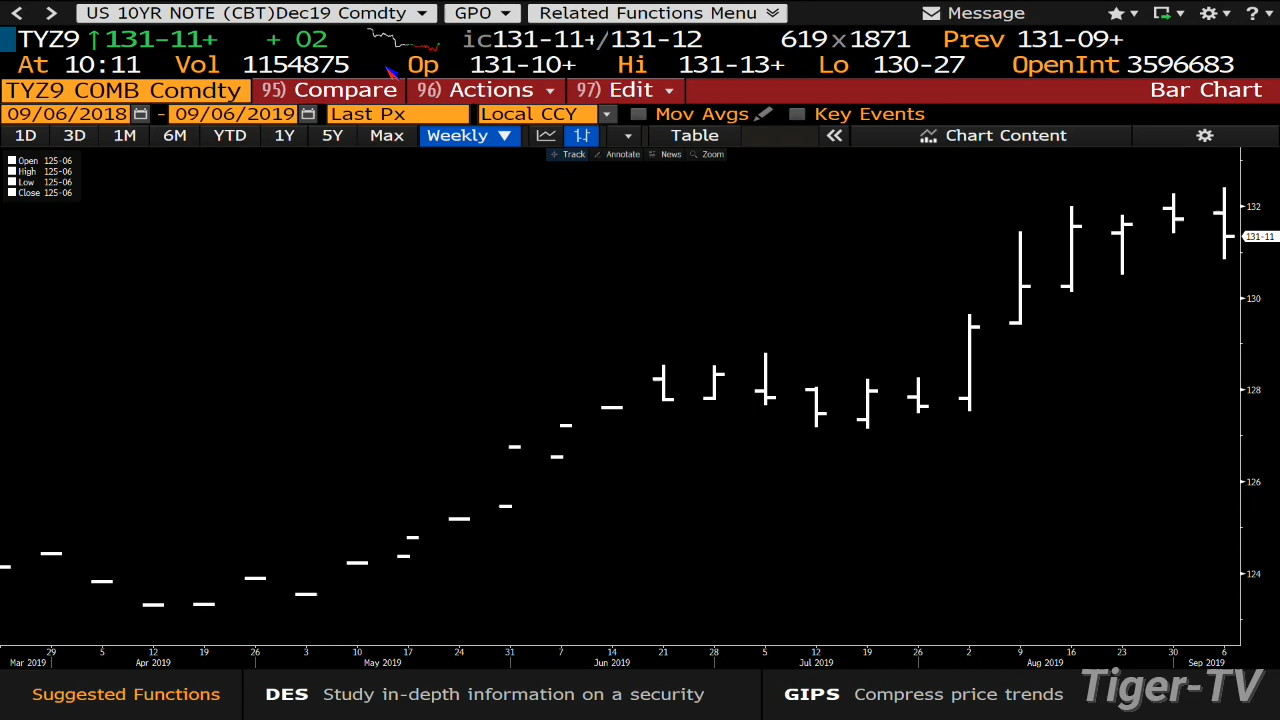 US 10YR NOTE (CBT)Dec19 Comdty GPO Related Functions Menu Message ?
TYZ9 ↑131-11+ + 02 ic131-11+/131-12 619x1871 Prev 131-09+
At 10:11 Vol 1154875 Op 131-10+ Hi 131-13+ Lo 130-27 OpenInt 3596683
TYZ9 COMB Comdty 95) Compare 96) Actions 97) Edit Bar Chart
09/06/2018 - 09/06/2019 Last Px Local CCY Mov Avgs Key Events
1D 3D 1M 6M YTD 1Y 5Y Max Weekly ▼ Table Chart Content
Track Annotate News Zoom
Open 125-06
High 125-06
Low 125-06
Close 125-06
132
131-11
130
128
126
124
29 5 12 19 26 3 10 17 24 31 7 14 21 28 5 12 19 26 2 9 16 23 30 6
Mar 2019 Apr 2019 May 2019 Jun 2019 Jul 2019 Aug 2019 Sep 2019
Suggested Functions DES Study in-depth information on a security GIPS Compress price trends
Tiger-TV